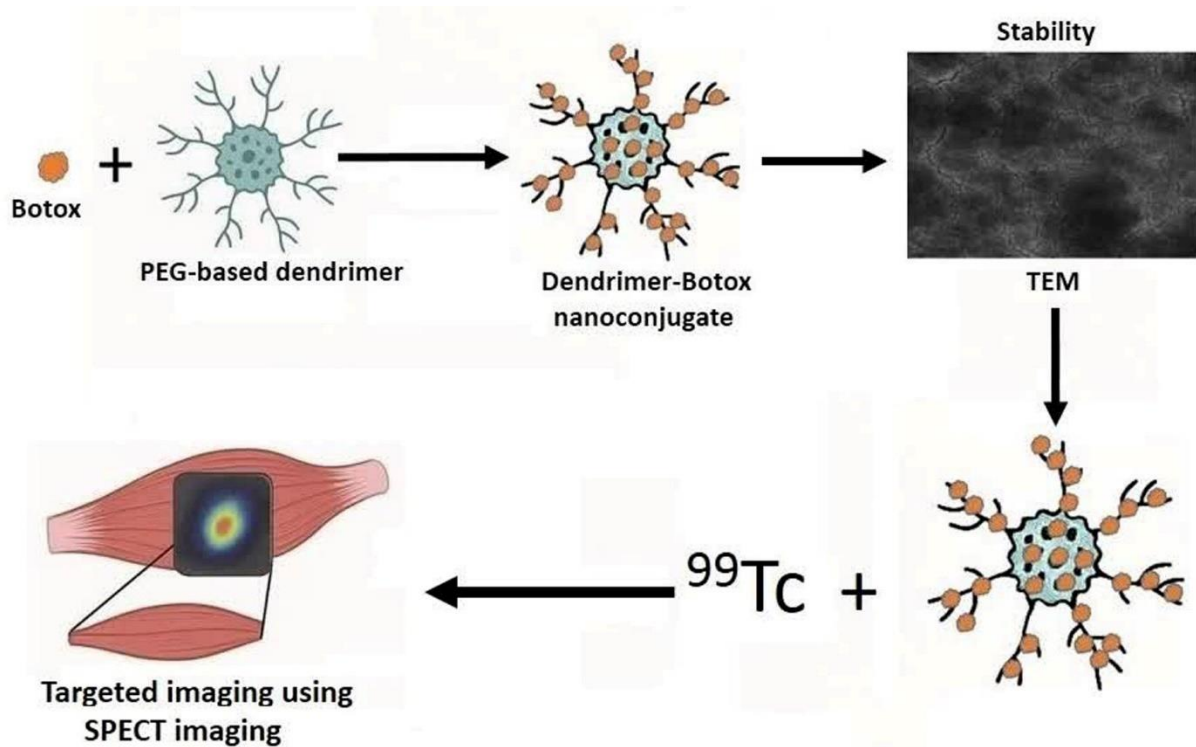 Stability
Botox
+
PEG-based dendrimer
Dendrimer-Botox
nanoconjugate
TEM
⁹⁹Tc +
Targeted imaging using
SPECT imaging